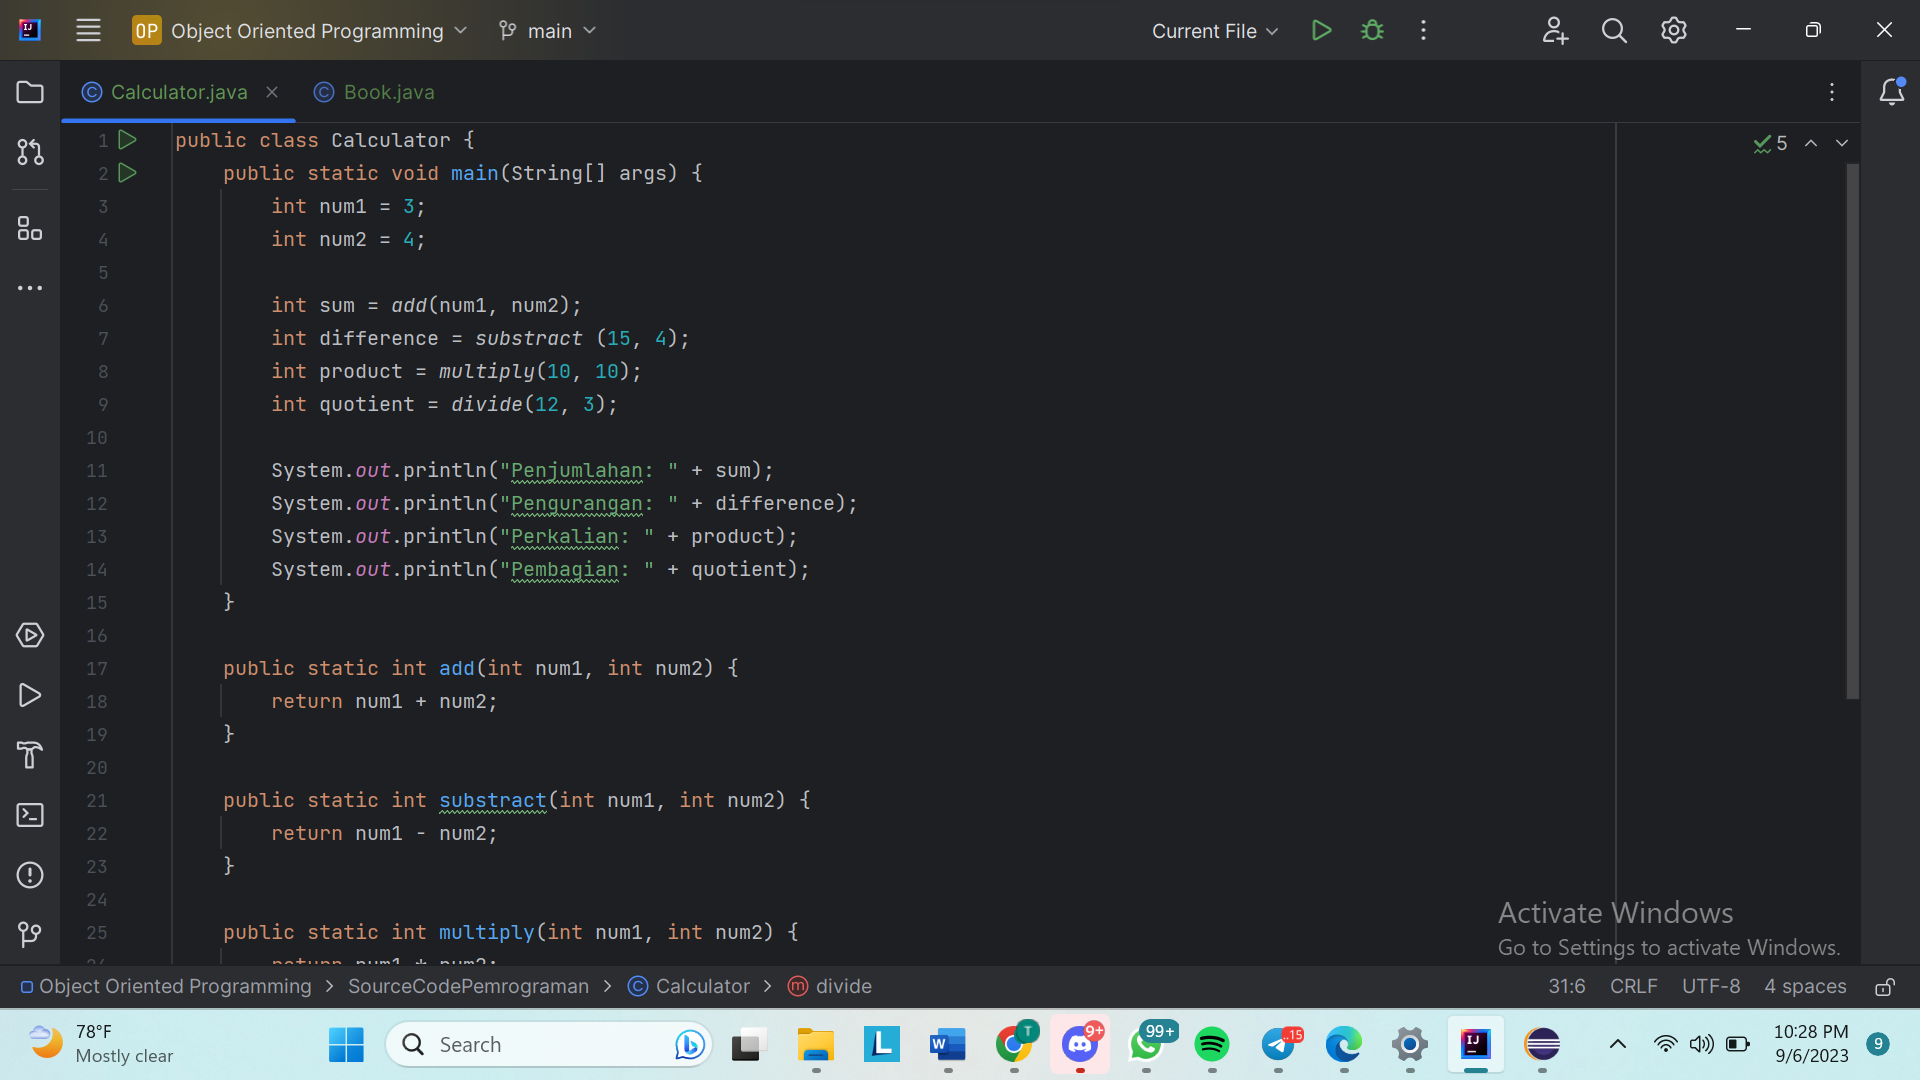 OP Object Oriented Programming main Current File
Calculator.java Book.java
5
1 public class Calculator {
2 public static void main(String[] args) {
3 int num1 = 3;
4 int num2 = 4;
5
6 int sum = add(num1, num2);
7 int difference = substract (15, 4);
8 int product = multiply(10, 10);
9 int quotient = divide(12, 3);
10
11 System.out.println("Penjumlahan: " + sum);
12 System.out.println("Pengurangan: " + difference);
13 System.out.println("Perkalian: " + product);
14 System.out.println("Pembagian: " + quotient);
15 }
16
17 public static int add(int num1, int num2) {
18 return num1 + num2;
19 }
20
21 public static int substract(int num1, int num2) {
22 return num1 - num2;
23 }
24
25 public static int multiply(int num1, int num2) {
26 return num1 * num2;
Activate Windows
Go to Settings to activate Windows.
Object Oriented Programming > SourceCodePemrograman > Calculator > divide 31:6 CRLF UTF-8 4 spaces
78°F
Mostly clear
Search
T
9+
99+
..15
10:28 PM
9/6/2023
9